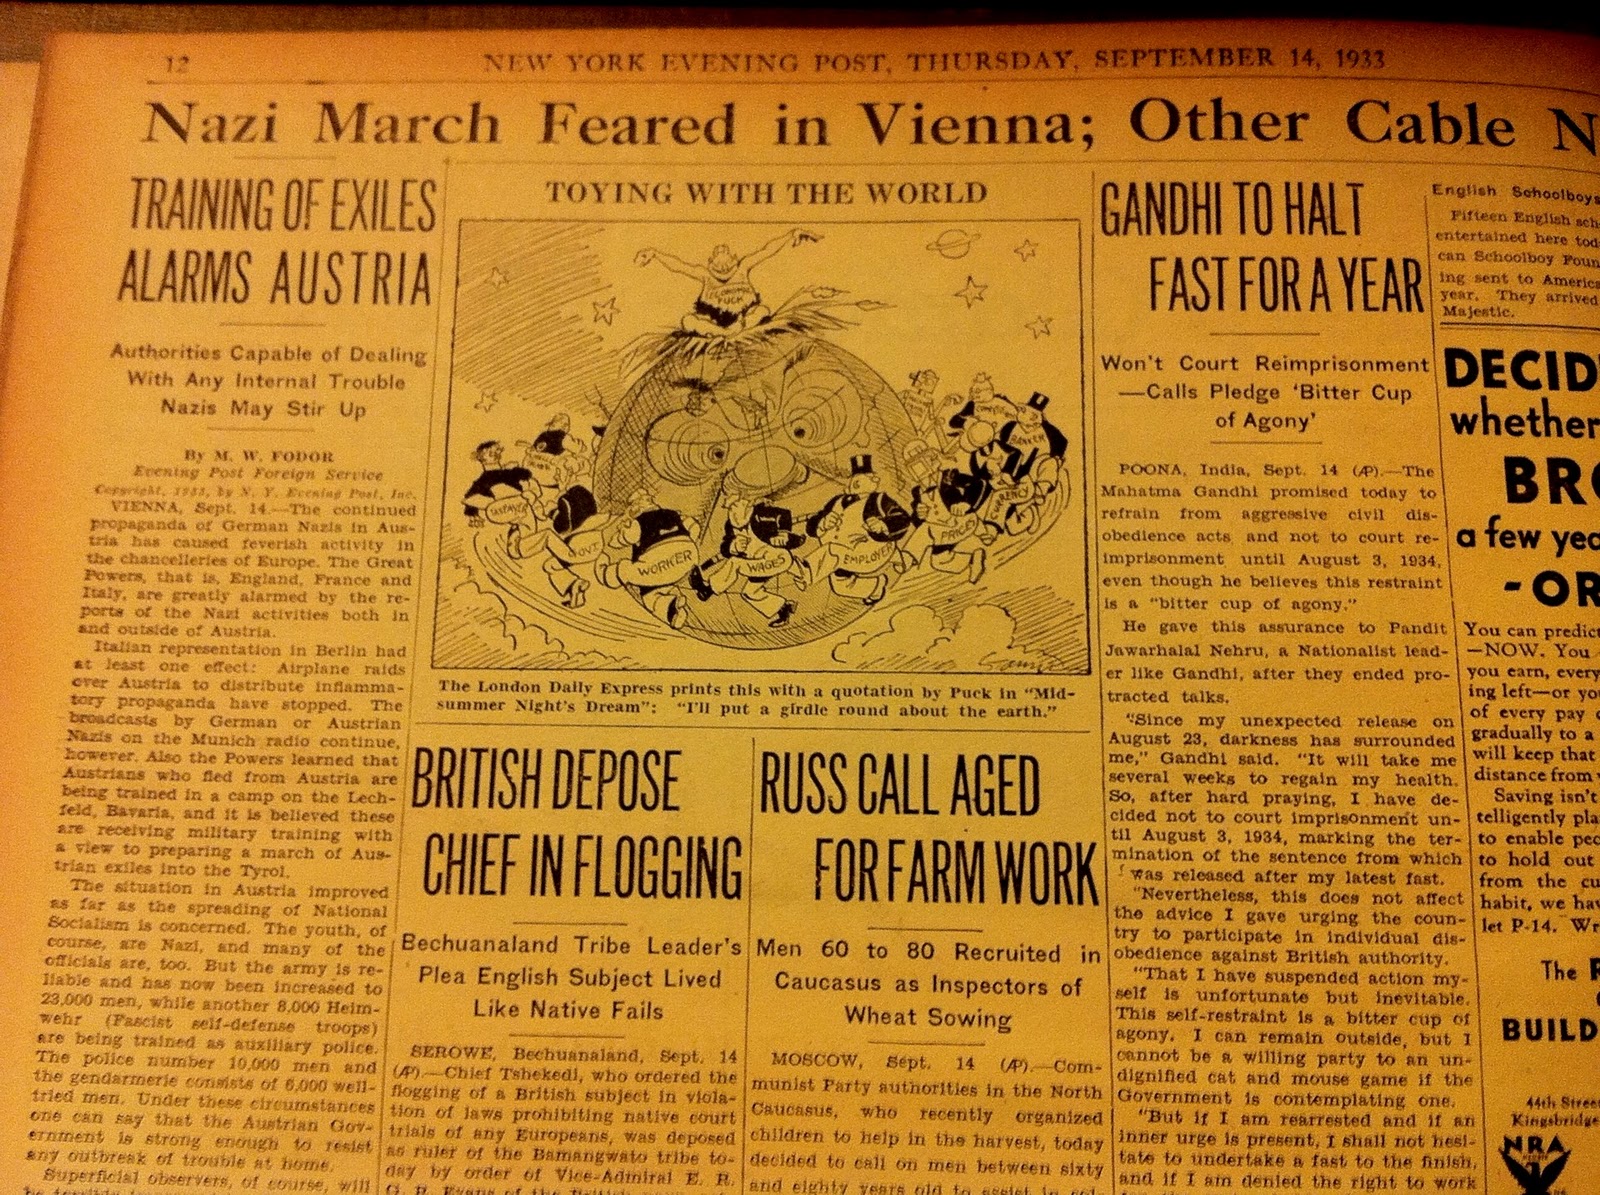 12
NEW YORK EVENING POST, THURSDAY, SEPTEMBER 14, 1933
Nazi March Feared in Vienna; Other Cable N
TRAINING OF EXILES
ALARMS AUSTRIA
Authorities Capable of Dealing
With Any Internal Trouble
Nazis May Stir Up
By M. W. FODOR
Evening Post Foreign Service
Copyright, 1933, by N. Y. Evening Post, Inc.
VIENNA, Sept. 14.—The continued
propaganda of German Nazis in Aus-
tria has caused feverish activity in
the chancelleries of Europe. The Great
Powers, that is, England, France and
Italy, are greatly alarmed by the re-
ports of the Nazi activities both in
and outside of Austria.
Italian representation in Berlin had
at least one effect: Airplane raids
over Austria to distribute inflamma-
tory propaganda have stopped. The
broadcasts by German or Austrian
Nazis on the Munich radio continue,
however. Also the Powers learned that
Austrians who fled from Austria are
being trained in a camp on the Lech-
feld, Bavaria, and it is believed these
are receiving military training with
a view to preparing a march of Aus-
trian exiles into the Tyrol.
The situation in Austria improved
as far as the spreading of National
Socialism is concerned. The youth, of
course, are Nazi, and many of the
officials are, too. But the army is re-
liable and has now been increased to
23,000 men, while another 8,000 Heim-
wehr (Fascist self-defense troops)
are being trained as auxiliary police.
The police number 10,000 men and
the gendarmerie consists of 6,000 well-
tried men. Under these circumstances
one can say that the Austrian Gov-
ernment is strong enough to resist
any outbreak of trouble at home.
Superficial observers, of course, will
TOYING WITH THE WORLD
ECONOMIC
PUCK
BANKER
TAXPAYER
GOVT.
WORKER
WAGES
EMPLOYER
PRICES
CURRENCY
The London Daily Express prints this with a quotation by Puck in "Mid-
summer Night's Dream": "I'll put a girdle round about the earth."
BRITISH DEPOSE
CHIEF IN FLOGGING
Bechuanaland Tribe Leader's
Plea English Subject Lived
Like Native Fails
SEROWE, Bechuanaland, Sept. 14
(AP).—Chief Tshekedi, who ordered the
flogging of a British subject in viola-
tion of laws prohibiting native court
trials of any Europeans, was deposed
as ruler of the Bamangwato tribe to-
day by order of Vice-Admiral E. R.
G. R. Evans of the British
RUSS CALL AGED
FOR FARM WORK
Men 60 to 80 Recruited in
Caucasus as Inspectors of
Wheat Sowing
MOSCOW, Sept. 14 (AP).—Com-
munist Party authorities in the North
Caucasus, who recently organized
children to help in the harvest, today
decided to call on men between sixty
and eighty years old to assist in
GANDHI TO HALT
FAST FOR A YEAR
Won't Court Reimprisonment
—Calls Pledge 'Bitter Cup
of Agony'
POONA, India, Sept. 14 (AP).—The
Mahatma Gandhi promised today to
refrain from aggressive civil dis-
obedience acts and not to court re-
imprisonment until August 3, 1934,
even though he believes this restraint
is a "bitter cup of agony."
He gave this assurance to Pandit
Jawarhalal Nehru, a Nationalist lead-
er like Gandhi, after they ended pro-
tracted talks.
"Since my unexpected release on
August 23, darkness has surrounded
me," Gandhi said. "It will take me
several weeks to regain my health.
So, after hard praying, I have de-
cided not to court imprisonment un-
til August 3, 1934, marking the ter-
mination of the sentence from which
I was released after my latest fast.
"Nevertheless, this does not affect
the advice I gave urging the coun-
try to participate in individual dis-
obedience against British authority.
"That I have suspended action my-
self is unfortunate but inevitable.
This self-restraint is a bitter cup of
agony. I can remain outside, but I
cannot be a willing party to an un-
dignified cat and mouse game if the
Government is contemplating one.
"But if I am rearrested and if an
inner urge is present, I shall not hesi-
tate to undertake a fast to the finish,
and if I am denied the right to work
English Schoolboys
Fifteen English sch
entertained here tod
can Schoolboy Foun
ing sent to America
year. They arrived
Majestic.
DECID
whether
BRO
a few yea
- OR
You can predict
—NOW. You
you earn, every
ing left—or yo
of every pay
gradually to a
will keep that
distance from
Saving isn't
telligently pla
to enable peo
to hold out
from the cu
habit, we hav
let P-14. Wr
The
BUILD
44th Stree
Kingsbridg
NRA